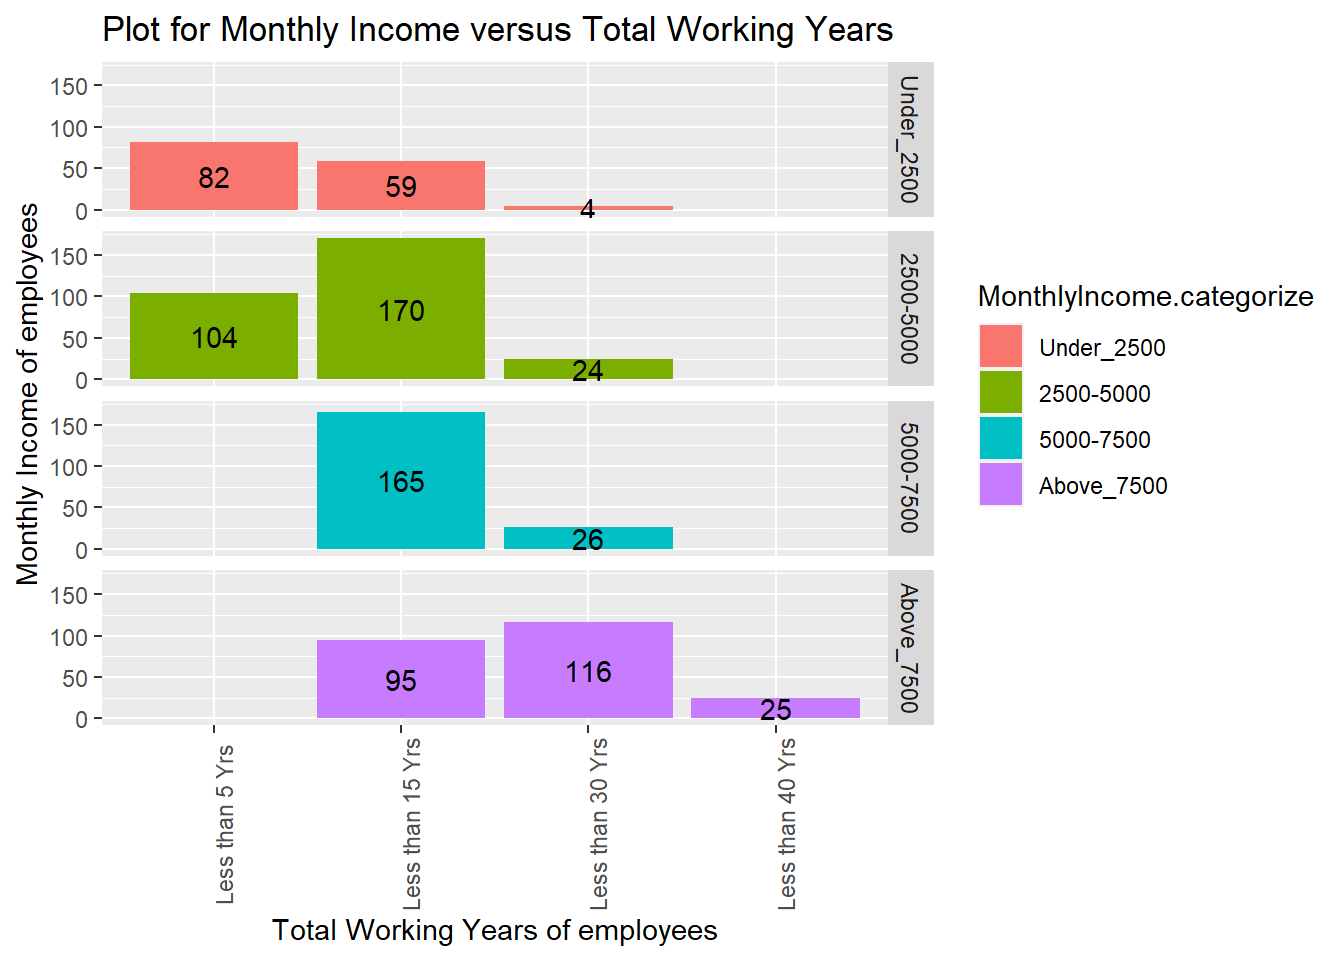 Plot for Monthly Income versus Total Working Years
Monthly Income of employees
150
100
50
0
82
59
4
Under_2500
150
100
50
0
104
170
24
2500-5000
150
100
50
0
165
26
5000-7500
150
100
50
0
95
116
25
Above_7500
Less than 5 Yrs
Less than 15 Yrs
Less than 30 Yrs
Less than 40 Yrs
Total Working Years of employees
MonthlyIncome.categorize
Under_2500
2500-5000
5000-7500
Above_7500